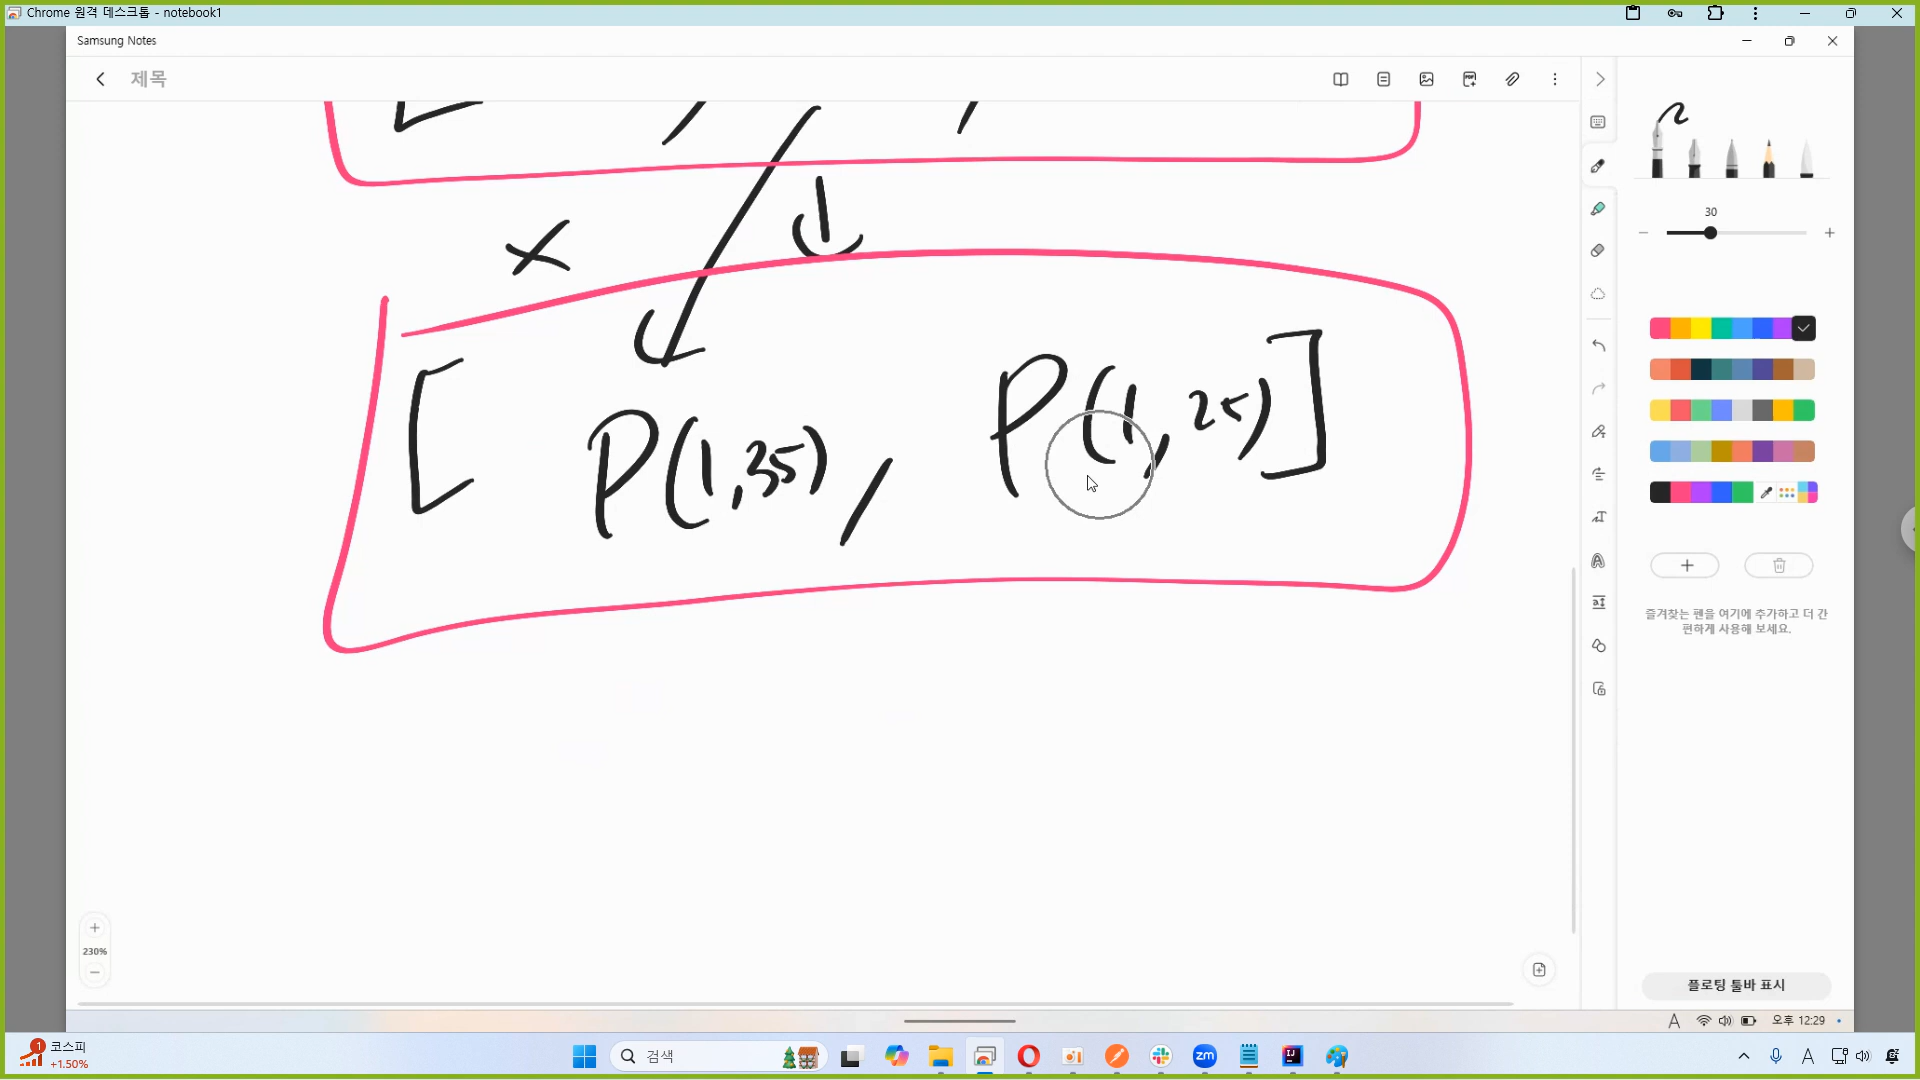 Chrome 원격 데스크톱 - notebook1
Samsung Notes
제목
30
[ P(1,35), P(1,25)]
즐겨찾는 펜을 여기에 추가하고 더 간
편하게 사용해 보세요.
230%
플로팅 툴바 표시
A 오후 12:29
1 코스피
+1.50%
검색
zm
IJ
A